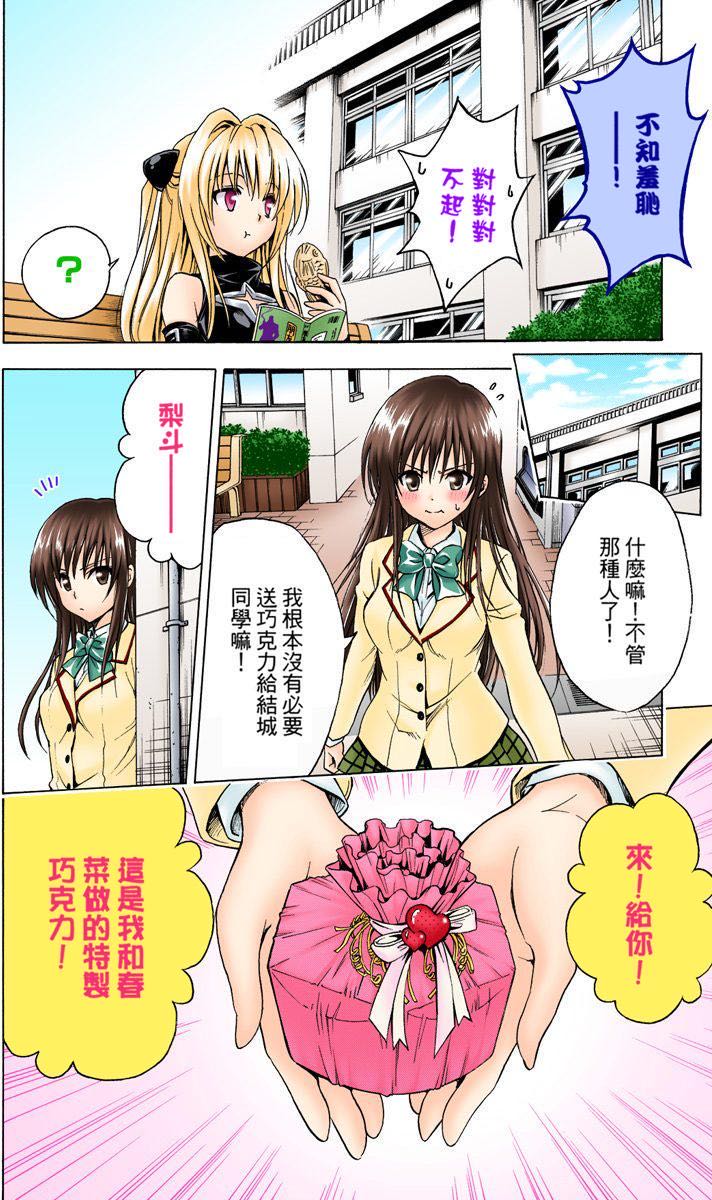 不知羞恥
——！
對對對
不起！
？
什麼嘛！不管
那種人了！
我根本沒有必要
送巧克力給結城
同學嘛！
梨斗——
來！給你！
這是我和春
菜做的特製
巧克力！